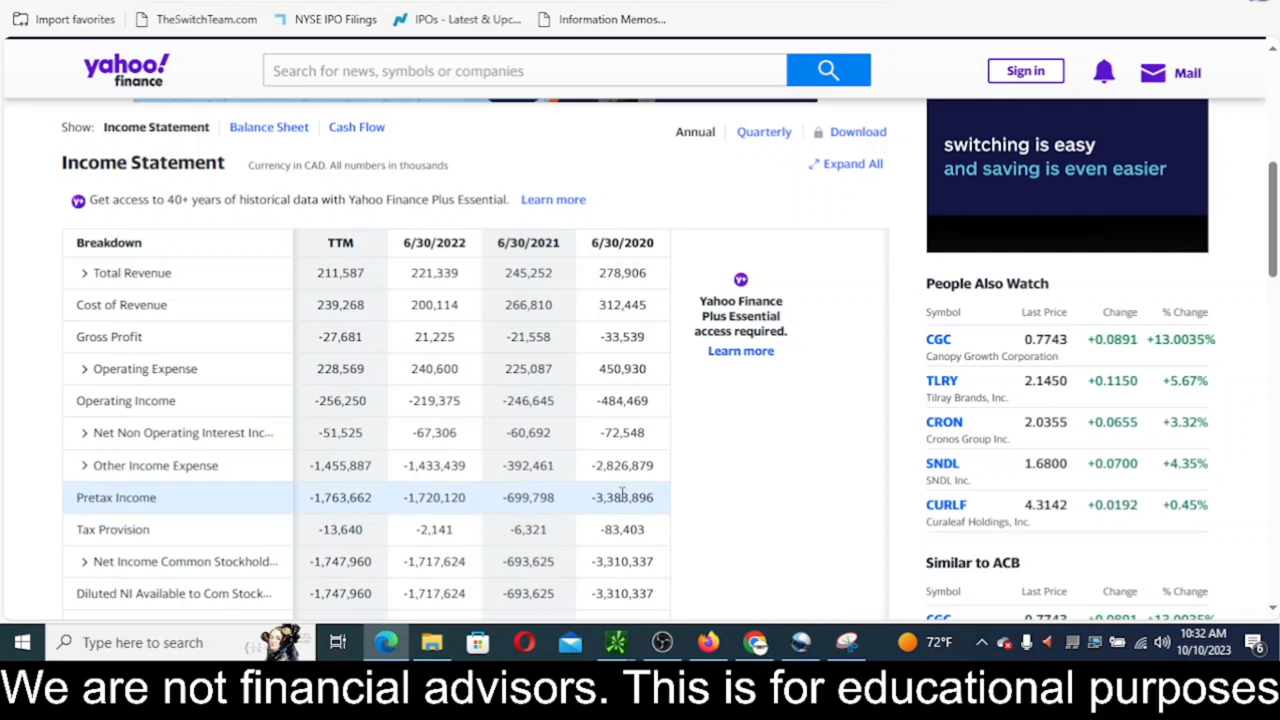 Import favorites TheSwitchTeam.com NYSE IPO Filings IPOs - Latest & Upc... Information Memos...
yahoo!
finance
Search for news, symbols or companies
Sign in
Mail
Show: Income Statement Balance Sheet Cash Flow
Annual Quarterly Download
Income Statement Currency in CAD. All numbers in thousands
Expand All
Get access to 40+ years of historical data with Yahoo Finance Plus Essential. Learn more
Breakdown TTM 6/30/2022 6/30/2021 6/30/2020
Total Revenue 211,587 221,339 245,252 278,906
Cost of Revenue 239,268 200,114 266,810 312,445
Gross Profit -27,681 21,225 -21,558 -33,539
Operating Expense 228,569 240,600 225,087 450,930
Operating Income -256,250 -219,375 -246,645 -484,469
Net Non Operating Interest Inc... -51,525 -67,306 -60,692 -72,548
Other Income Expense -1,455,887 -1,433,439 -392,461 -2,826,879
Pretax Income -1,763,662 -1,720,120 -699,798 -3,383,896
Tax Provision -13,640 -2,141 -6,321 -83,403
Net Income Common Stockhold... -1,747,960 -1,717,624 -693,625 -3,310,337
Diluted NI Available to Com Stock... -1,747,960 -1,717,624 -693,625 -3,310,337
Yahoo Finance
Plus Essential
access required.
Learn more
switching is easy
and saving is even easier
People Also Watch
Symbol Last Price Change % Change
CGC 0.7743 +0.0891 +13.0035%
Canopy Growth Corporation
TLRY 2.1450 +0.1150 +5.67%
Tilray Brands, Inc.
CRON 2.0355 +0.0655 +3.32%
Cronos Group Inc.
SNDL 1.6800 +0.0700 +4.35%
SNDL Inc.
CURLF 4.3142 +0.0192 +0.45%
Curaleaf Holdings, Inc.
Similar to ACB
Symbol Last Price Change % Change
CGC 0.7743 +0.0891 +13.0035%
Type here to search
72°F
10:32 AM
10/10/2023
6
We are not financial advisors. This is for educational purposes